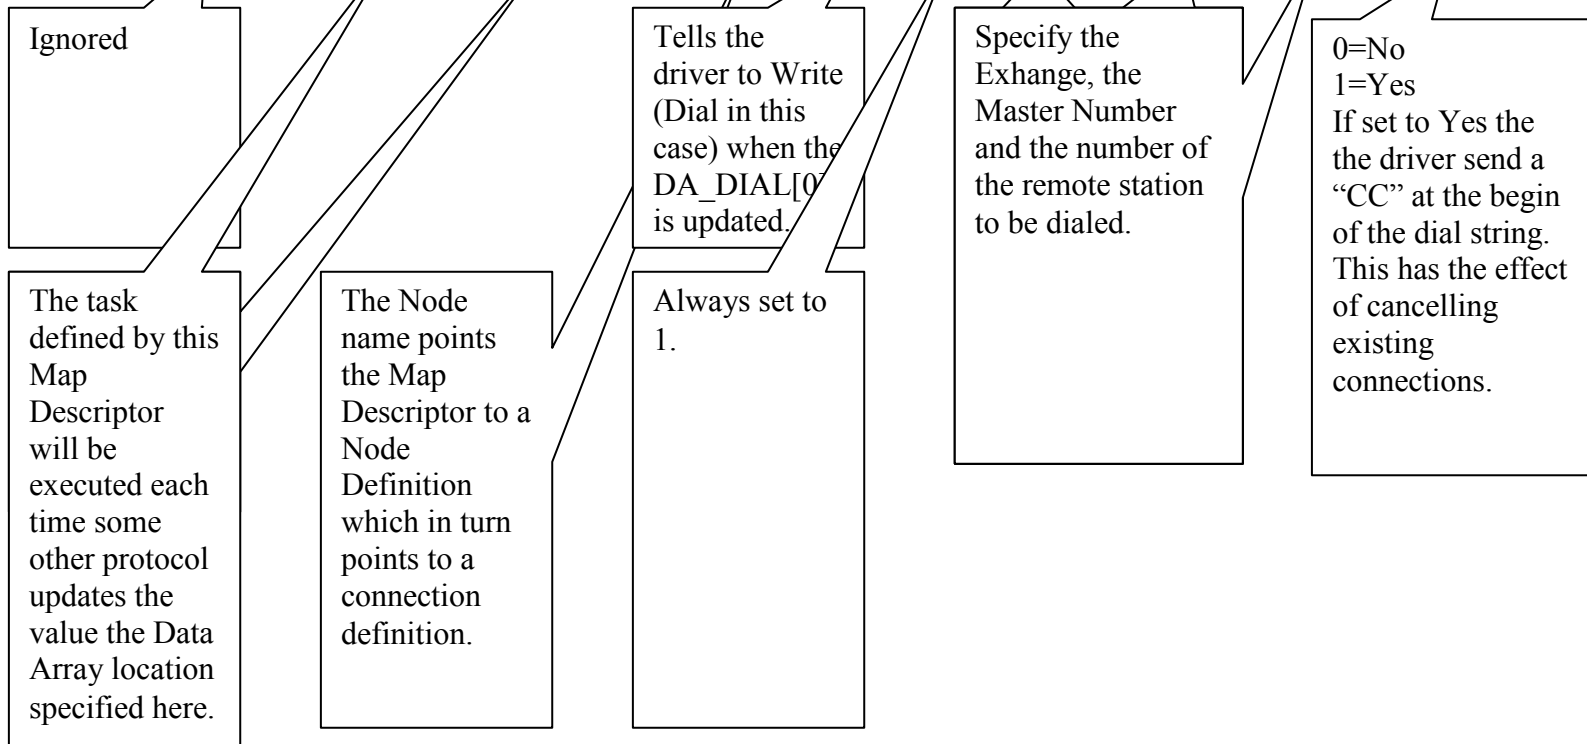 Ignored
Tells the
driver to Write
(Dial in this
case) when the
DA_DIAL[0]
is updated.
Specify the
Exhange, the
Master Number
and the number of
the remote station
to be dialed.
0=No
1=Yes
If set to Yes the
the driver send a
“CC” at the begin
of the dial string.
This has the effect
of cancelling
existing
connections.
The task
defined by this
Map
Descriptor
will be
executed each
time some
other protocol
updates the
value the Data
Array location
specified here.
The Node
name points
the Map
Descriptor to a
Node
Definition
which in turn
points to a
connection
definition.
Always set to
1.